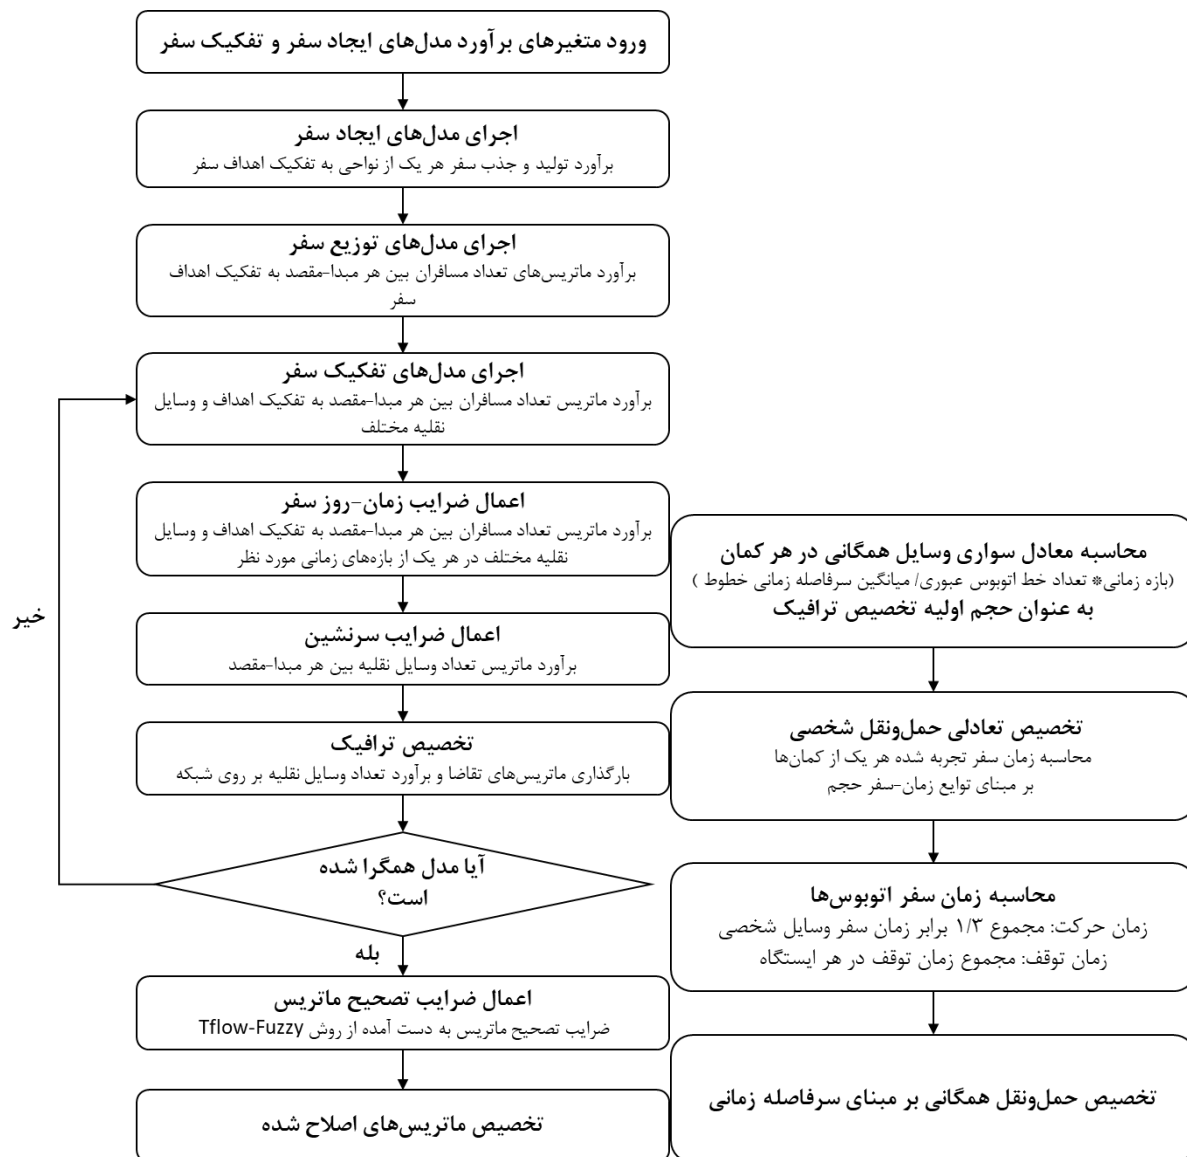 ورود متغیرهای برآورد مدل‌های ایجاد سفر و تفکیک سفر
اجرای مدل‌های ایجاد سفر
برآورد تولید و جذب سفر هر یک از نواحی به تفکیک اهداف سفر
اجرای مدل‌های توزیع سفر
برآورد ماتریس‌های تعداد مسافران بین هر مبدا-مقصد به تفکیک اهداف
سفر
اجرای مدل‌های تفکیک سفر
برآورد ماتریس تعداد مسافران بین هر مبدا-مقصد به تفکیک اهداف و وسایل
نقلیه مختلف
اعمال ضرایب زمان-روز سفر
برآورد ماتریس تعداد مسافران بین هر مبدا-مقصد به تفکیک اهداف و وسایل
نقلیه مختلف در هر یک از بازه‌های زمانی مورد نظر
اعمال ضرایب سرنشین
برآورد ماتریس تعداد وسایل نقلیه بین هر مبدا-مقصد
تخصیص ترافیک
بارگذاری ماتریس‌های تقاضا و برآورد تعداد وسایل نقلیه بر روی شبکه
آیا مدل همگرا شده
است؟
خیر
بله
اعمال ضرایب تصحیح ماتریس
ضرایب تصحیح ماتریس به دست آمده از روش Tflow-Fuzzy
تخصیص ماتریس‌های اصلاح شده
محاسبه معادل سواری وسایل همگانی در هر کمان
(بازه زمانی* تعداد خط اتوبوس عبوری/ میانگین سرفاصله زمانی خطوط )
به عنوان حجم اولیه تخصیص ترافیک
تخصیص تعادلی حمل‌ونقل شخصی
محاسبه زمان سفر تجربه شده هر یک از کمان‌ها
بر مبنای توابع زمان-سفر حجم
محاسبه زمان سفر اتوبوس‌ها
زمان حرکت: مجموع ۱/۳ برابر زمان سفر وسایل شخصی
زمان توقف: مجموع زمان توقف در هر ایستگاه
تخصیص حمل‌ونقل همگانی بر مبنای سرفاصله زمانی